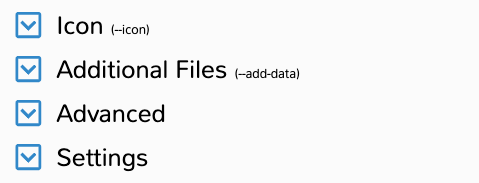 Icon (--icon)
Additional Files (--add-data)
Advanced
Settings